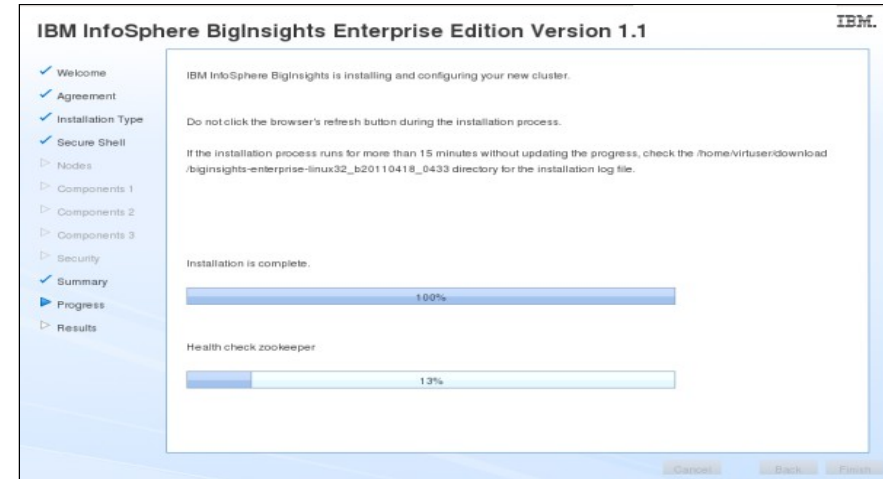 IBM InfoSphere BigInsights Enterprise Edition Version 1.1
IBM.
Welcome
Agreement
Installation Type
Secure Shell
Nodes
Components 1
Components 2
Components 3
Security
Summary
Progress
Results
IBM InfoSphere BigInsights is installing and configuring your new cluster.
Do not click the browser's refresh button during the installation process.
If the installation process runs for more than 15 minutes without updating the progress, check the /home/virtuser/download
/biginsights-enterprise-linux32_b20110418_0433 directory for the installation log file.
Installation is complete.
100%
Health check zookeeper
13%
Cancel
Back
Finish